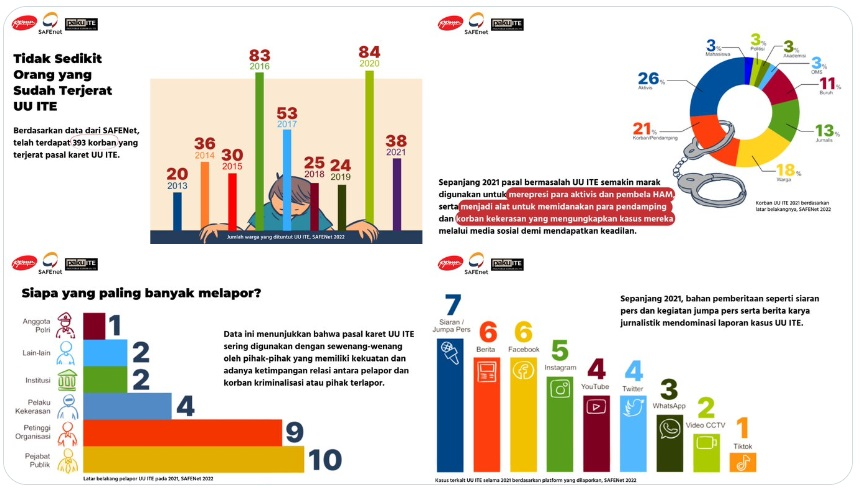 SAFEnet
paku ITE
Tidak Sedikit
Orang yang
Sudah Terjerat
UU ITE
Berdasarkan data dari SAFENet,
telah terdapat 393 korban yang
terjerat pasal karet UU ITE.
20
2013
36
2014
30
2015
83
2016
53
2017
25
2018
24
2019
84
2020
38
2021
Jumlah warga yang dituntut UU ITE, SAFENet 2022
SAFEnet
paku ITE
3%
Mahasiswa
3%
Politisi
3%
Akademisi
3%
OMS
11%
Buruh
13%
Jurnalis
18%
Warga
21%
Korban/Pendamping
26%
Aktivis
Sepanjang 2021 pasal bermasalah UU ITE semakin marak
digunakan untuk merepresi para aktivis dan pembela HAM,
serta menjadi alat untuk memidanakan para pendamping
dan korban kekerasan yang mengungkapkan kasus mereka
melalui media sosial demi mendapatkan keadilan.
Korban UU ITE 2021 berdasarkan
latar belakangnya, SAFENet 2022
SAFEnet
paku ITE
Siapa yang paling banyak melapor?
Anggota
Polri
1
Lain-lain
2
Institusi
2
Pelaku
Kekerasan
4
Petinggi
Organisasi
9
Pejabat
Publik
10
Data ini menunjukkan bahwa pasal karet UU ITE
sering digunakan dengan sewenang-wenang
oleh pihak-pihak yang memiliki kekuatan dan
adanya ketimpangan relasi antara pelapor dan
korban kriminalisasi atau pihak terlapor.
Latar belakang pelapor UU ITE pada 2021, SAFENet 2022
SAFEnet
paku ITE
7
Siaran /
Jumpa Pers
6
Berita
6
Facebook
5
Instagram
4
YouTube
4
Twitter
3
WhatsApp
2
Video CCTV
1
Tiktok
Sepanjang 2021, bahan pemberitaan seperti siaran
pers dan kegiatan jumpa pers serta berita karya
jurnalistik mendominasi laporan kasus UU ITE.
Kasus terkait UU ITE selama 2021 berdasarkan platform yang dilaporkan, SAFENet 2022